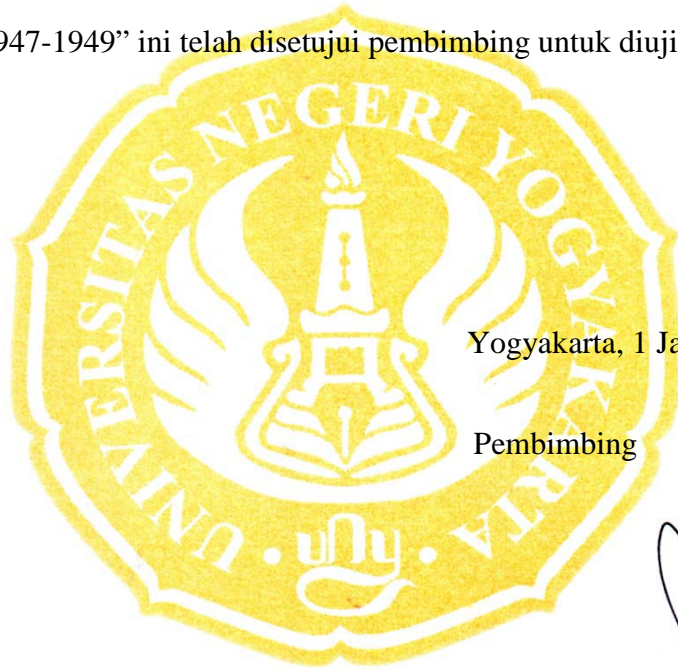 947-1949” ini telah disetujui pembimbing untuk diuji
UNIVERSITAS NEGERI YOGYAKARTA
Yogyakarta, 1 Ja
Pembimbing
uny